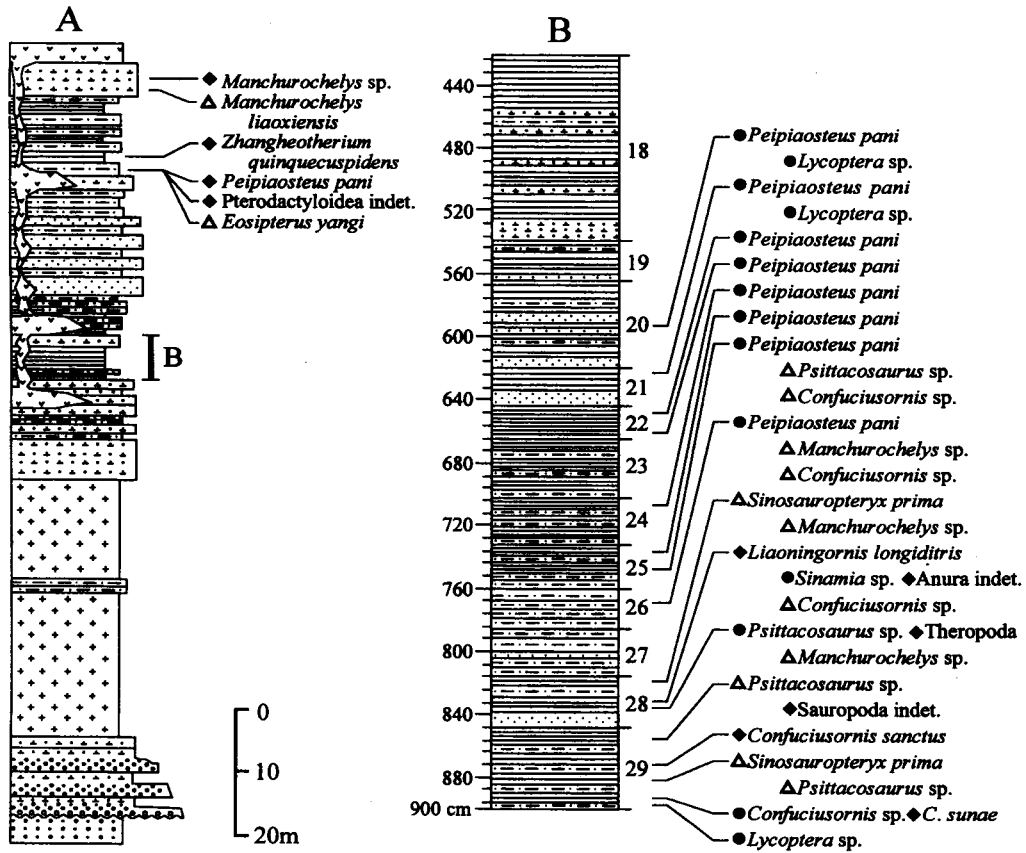 A
Manchurochelys sp.
Manchurochelys
liaoxiensis
Zhangheotherium
quinquecuspidens
Peipiaosteus pani
Pterodactyloidea indet.
Eosipterus yangi
B
0
10
20m
B
440
480
520
560
600
640
680
720
760
800
840
880
900 cm
18
19
20
21
22
23
24
25
26
27
28
29
Peipiaosteus pani
Lycoptera sp.
Peipiaosteus pani
Lycoptera sp.
Peipiaosteus pani
Peipiaosteus pani
Peipiaosteus pani
Peipiaosteus pani
Peipiaosteus pani
Psittacosaurus sp.
Confuciusornis sp.
Peipiaosteus pani
Manchurochelys sp.
Confuciusornis sp.
Sinosauropteryx prima
Manchurochelys sp.
Liaoningornis longiditris
Sinamia sp. Anura indet.
Confuciusornis sp.
Psittacosaurus sp. Theropoda
Manchurochelys sp.
Psittacosaurus sp.
Sauropoda indet.
Confuciusornis sanctus
Sinosauropteryx prima
Psittacosaurus sp.
Confuciusornis sp. C. sunae
Lycoptera sp.